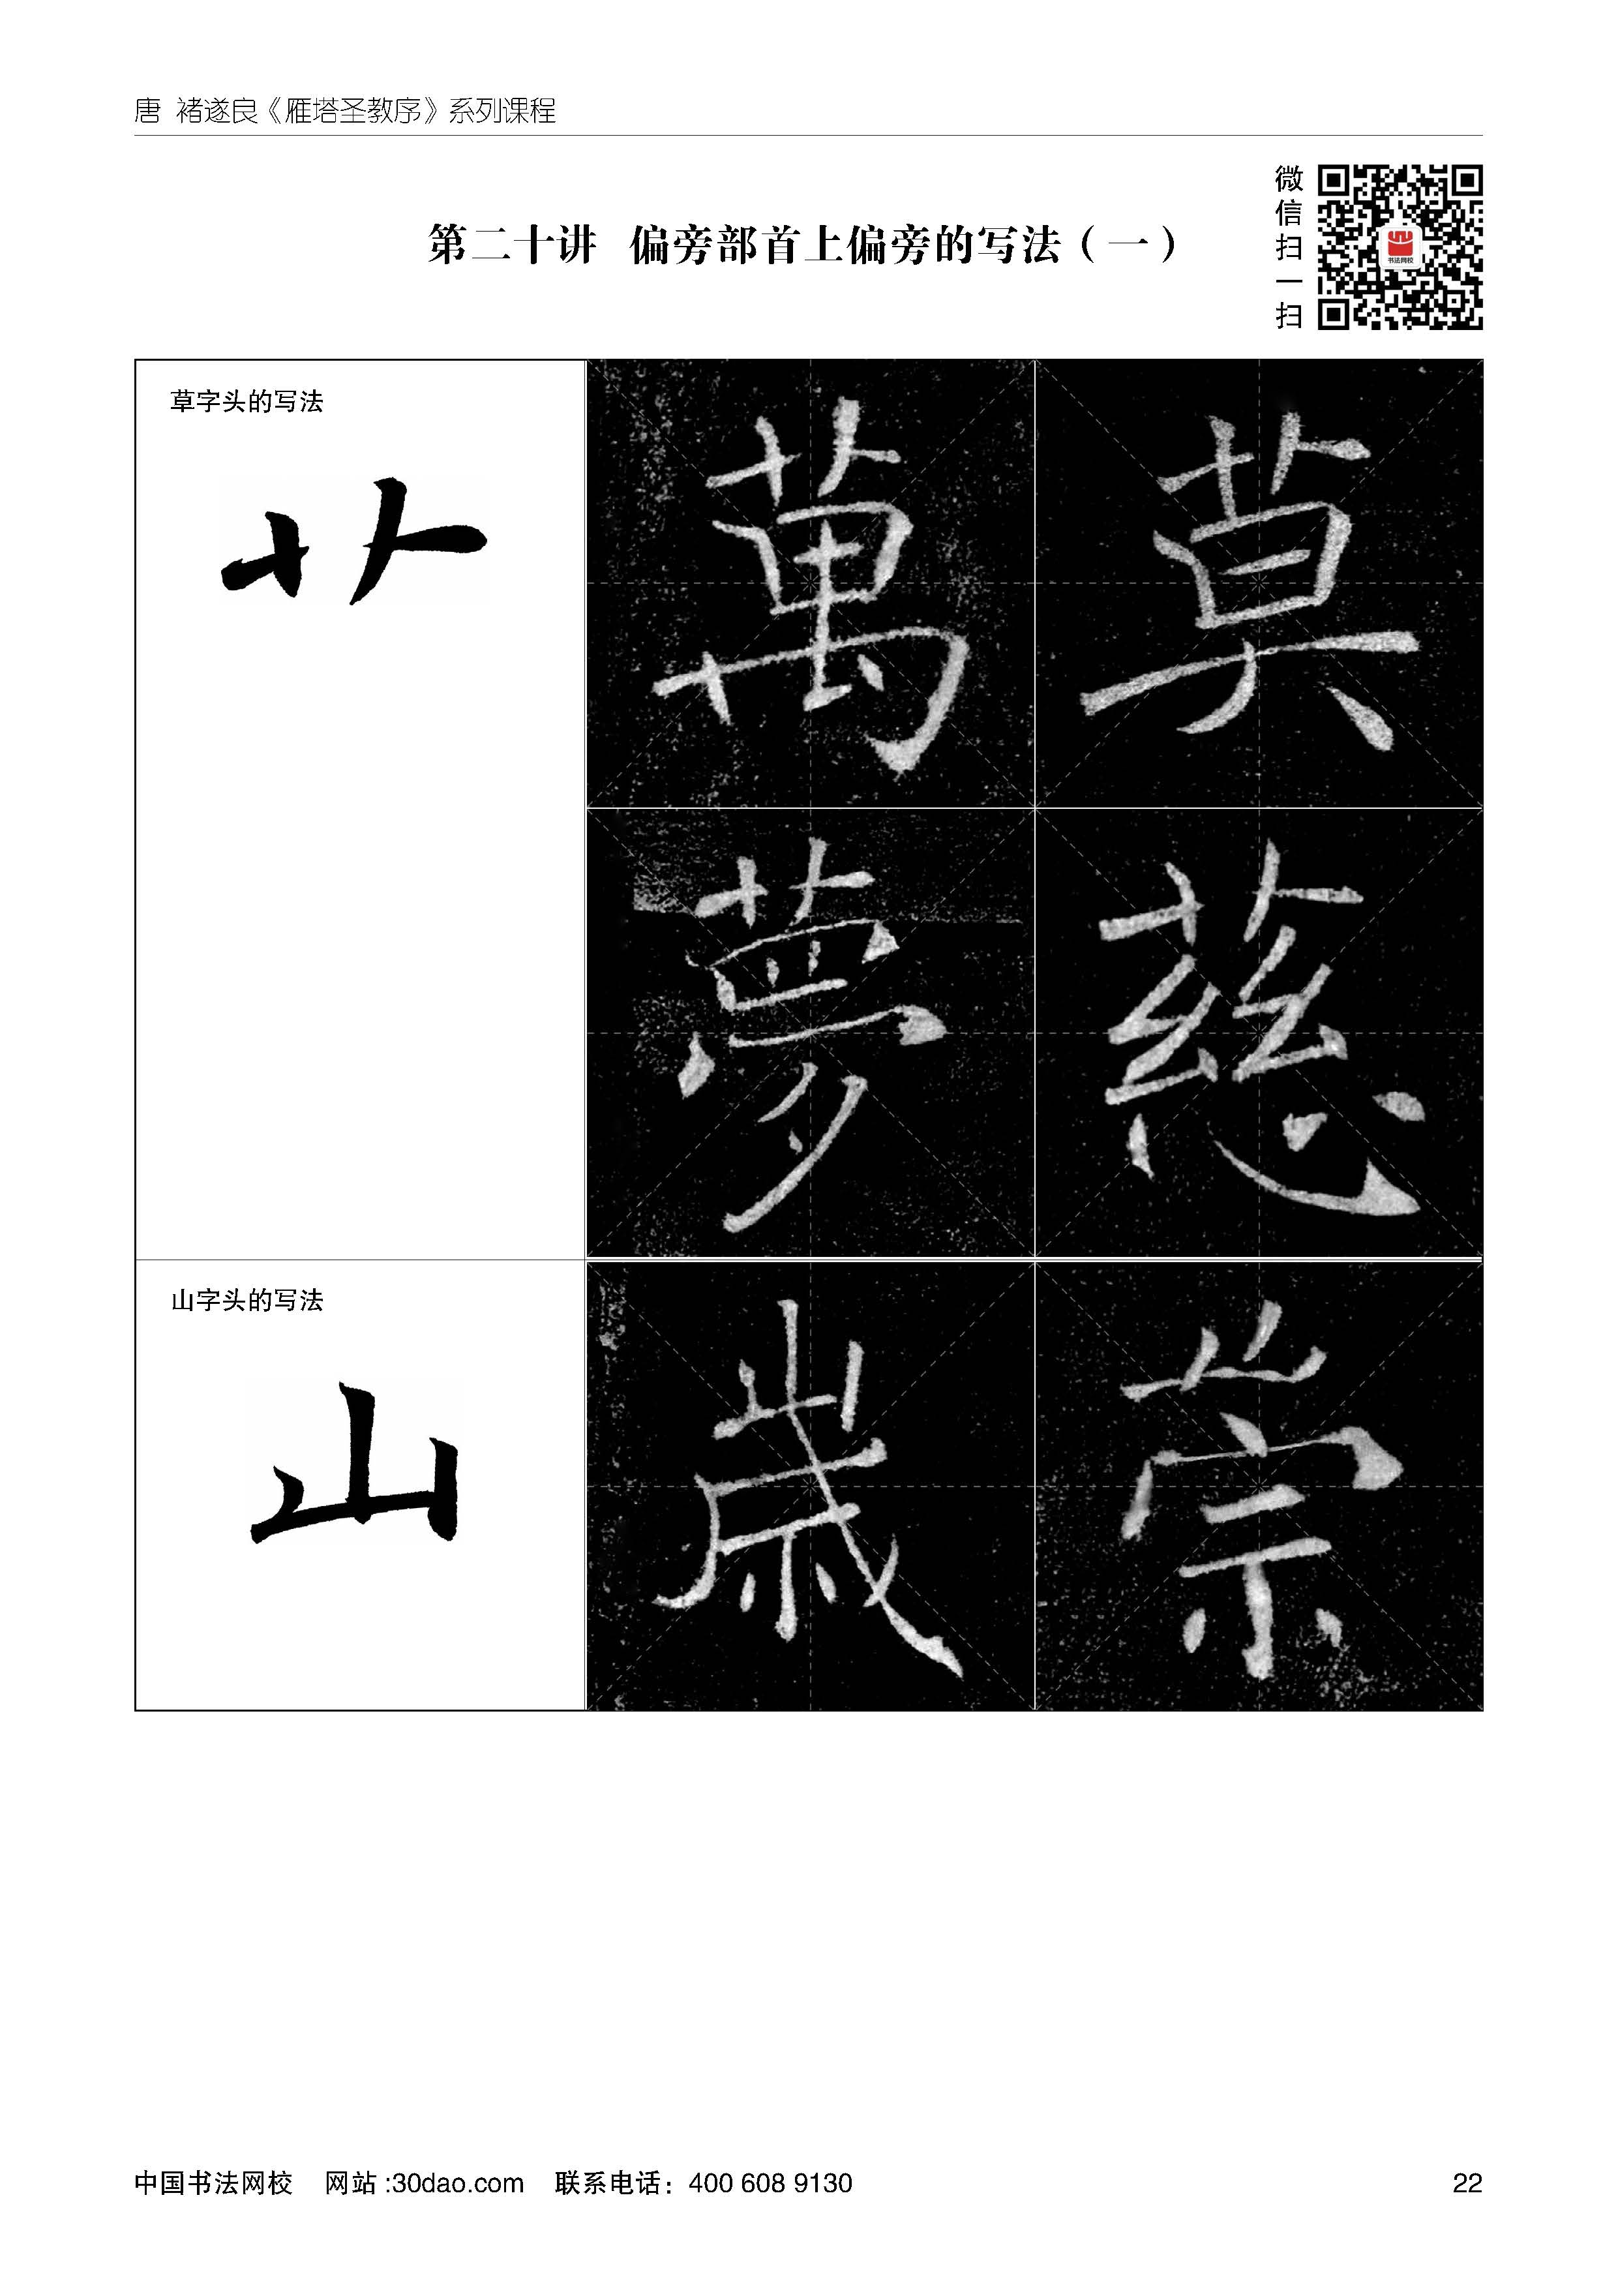 唐 褚遂良《雁塔圣教序》系列课程
微信扫一扫
书法网校
第二十讲 偏旁部首上偏旁的写法（一）
草字头的写法
艹
萬 莫
夢 慈
山字头的写法
山
歲 崇
中国书法网校 网站:30dao.com 联系电话：400 608 9130
22